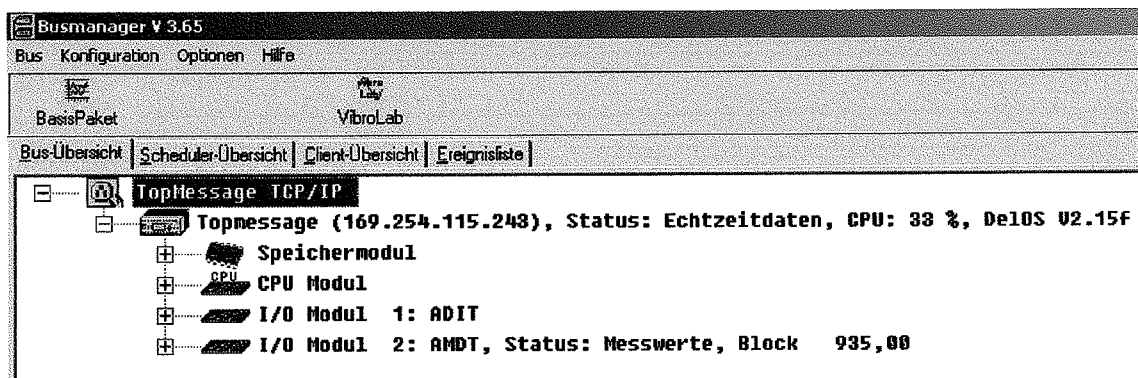 Busmanager V 3.65
Bus Konfiguration Optionen Hilfe
BasisPaket VibroLab
Bus-Übersicht Scheduler-Übersicht Client-Übersicht Ereignisliste
TopMessage TCP/IP
Topmessage (169.254.115.243), Status: Echtzeitdaten, CPU: 33 %, DelOS V2.15f
Speichermodul
CPU CPU Modul
I/O Modul 1: ADIT
I/O Modul 2: AMDT, Status: Messwerte, Block 935,00